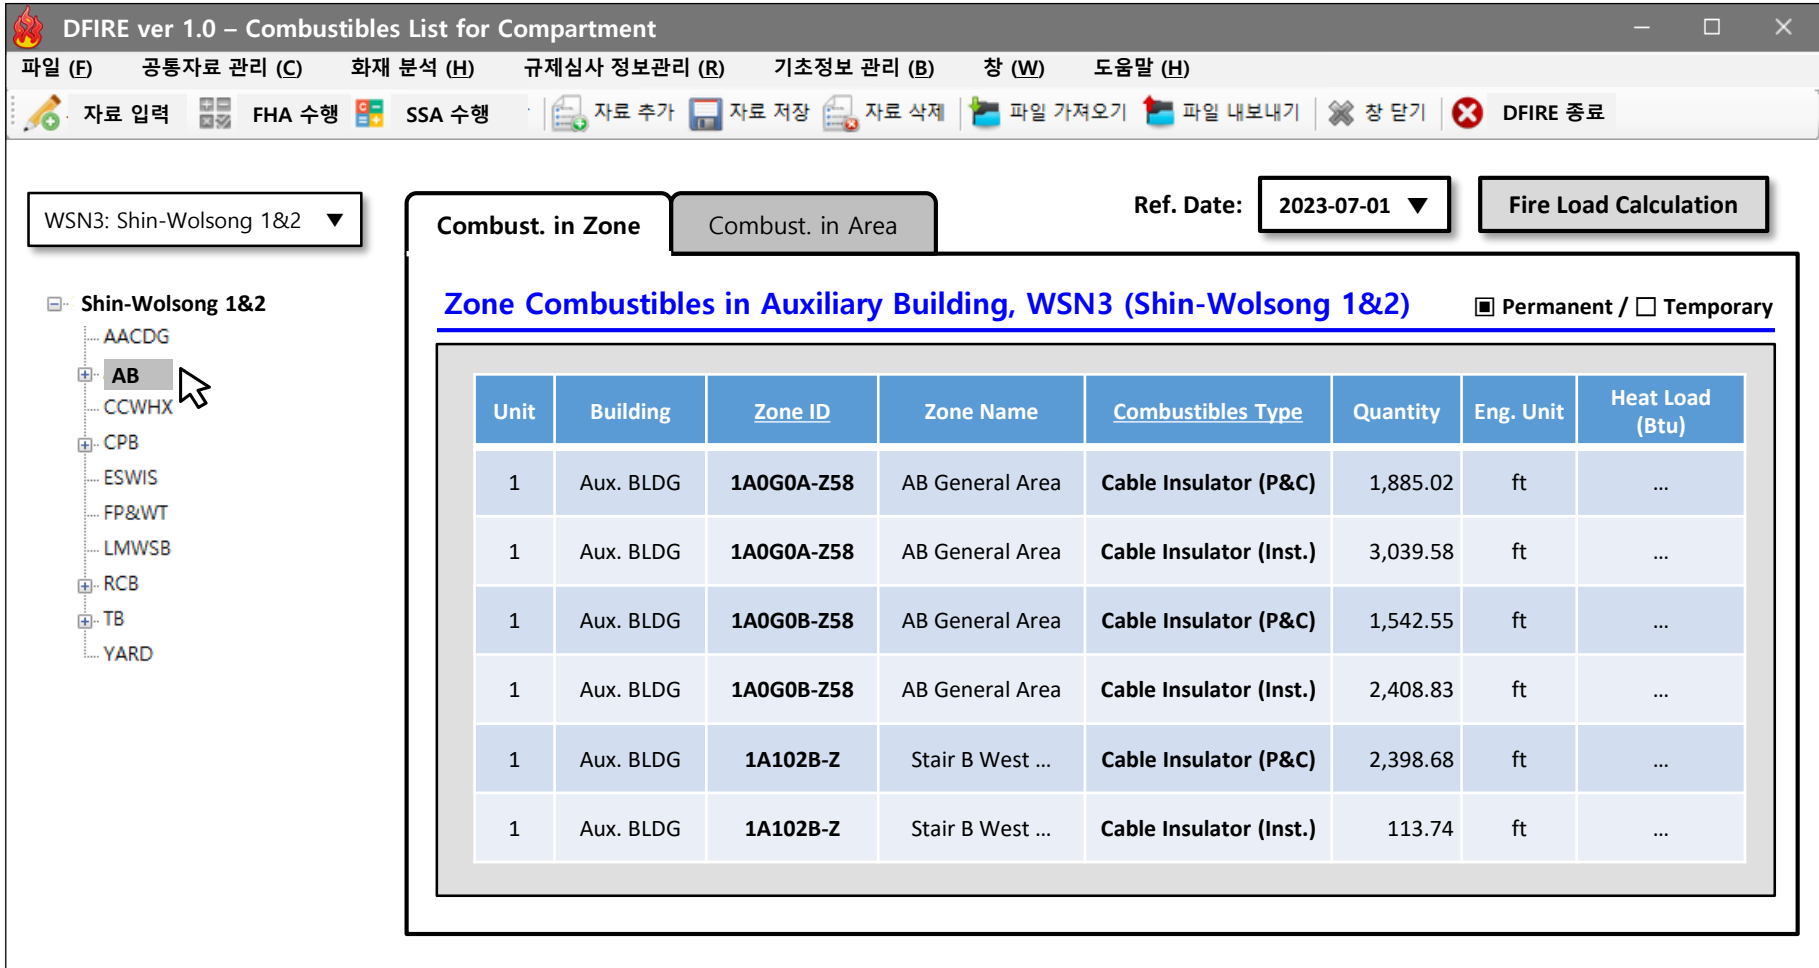 DFIRE ver 1.0 – Combustibles List for Compartment
파일 (F) 공통자료 관리 (C) 화재 분석 (H) 규제심사 정보관리 (R) 기초정보 관리 (B) 창 (W) 도움말 (H)
자료 입력 FHA 수행 SSA 수행 자료 추가 자료 저장 자료 삭제 파일 가져오기 파일 내보내기 창 닫기 DFIRE 종료
WSN3: Shin-Wolsong 1&2 ▼
Combust. in Zone
Combust. in Area
Ref. Date: 2023-07-01 ▼
Fire Load Calculation
Shin-Wolsong 1&2
AACDG
AB
CCWHX
CPB
ESWIS
FP&WT
LMWSB
RCB
TB
YARD
Zone Combustibles in Auxiliary Building, WSN3 (Shin-Wolsong 1&2)
▣ Permanent / □ Temporary
Unit Building Zone ID Zone Name Combustibles Type Quantity Eng. Unit Heat Load
(Btu)
1 Aux. BLDG 1A0G0A-Z58 AB General Area Cable Insulator (P&C) 1,885.02 ft ...
1 Aux. BLDG 1A0G0A-Z58 AB General Area Cable Insulator (Inst.) 3,039.58 ft ...
1 Aux. BLDG 1A0G0B-Z58 AB General Area Cable Insulator (P&C) 1,542.55 ft ...
1 Aux. BLDG 1A0G0B-Z58 AB General Area Cable Insulator (Inst.) 2,408.83 ft ...
1 Aux. BLDG 1A102B-Z Stair B West ... Cable Insulator (P&C) 2,398.68 ft ...
1 Aux. BLDG 1A102B-Z Stair B West ... Cable Insulator (Inst.) 113.74 ft ...